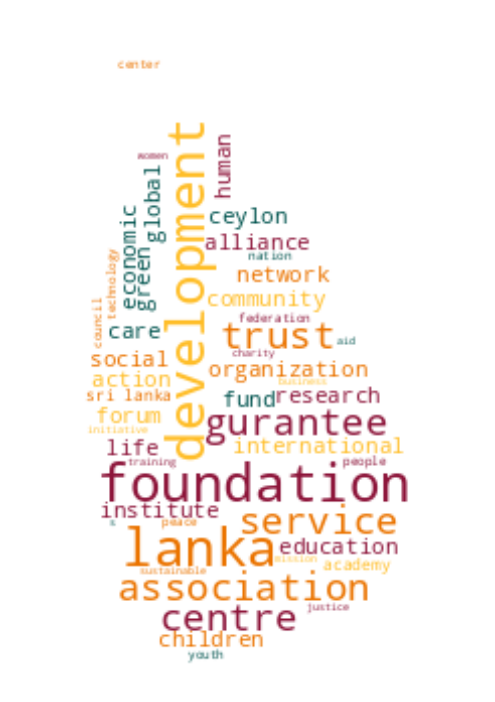 center
women
human
development
global
economic
ceylon
alliance
green
nation
technology
network
community
council
federation
care
trust
aid
charity
social
organization
action
business
sri lanka
fund
research
forum
gurantee
initiative
international
life
training
people
foundation
institute
s
peace
service
lanka
education
mission
academy
sustainable
association
justice
centre
children
youth